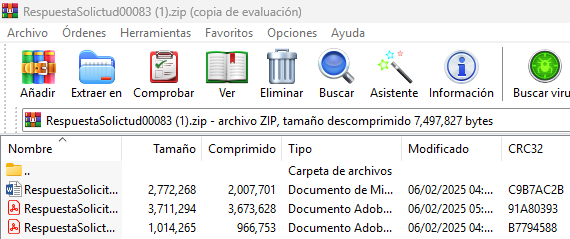 RespuestaSolictud00083 (1).zip (copia de evaluación)
Archivo Órdenes Herramientas Favoritos Opciones Ayuda
Añadir Extraer en Comprobar Ver Eliminar Buscar Asistente Información Buscar viru
RespuestaSolictud00083 (1).zip - archivo ZIP, tamaño descomprimido 7,497,827 bytes
Nombre Tamaño Comprimido Tipo Modificado CRC32
.. Carpeta de archivos
RespuestaSolicit... 2,772,268 2,007,701 Documento de Mi... 06/02/2025 04:... C9B7AC2B
RespuestaSolicit... 3,711,294 3,673,628 Documento Adob... 06/02/2025 05:... 91A80393
RespuestaSolicit... 1,014,265 966,753 Documento Adob... 06/02/2025 04:... B7794588